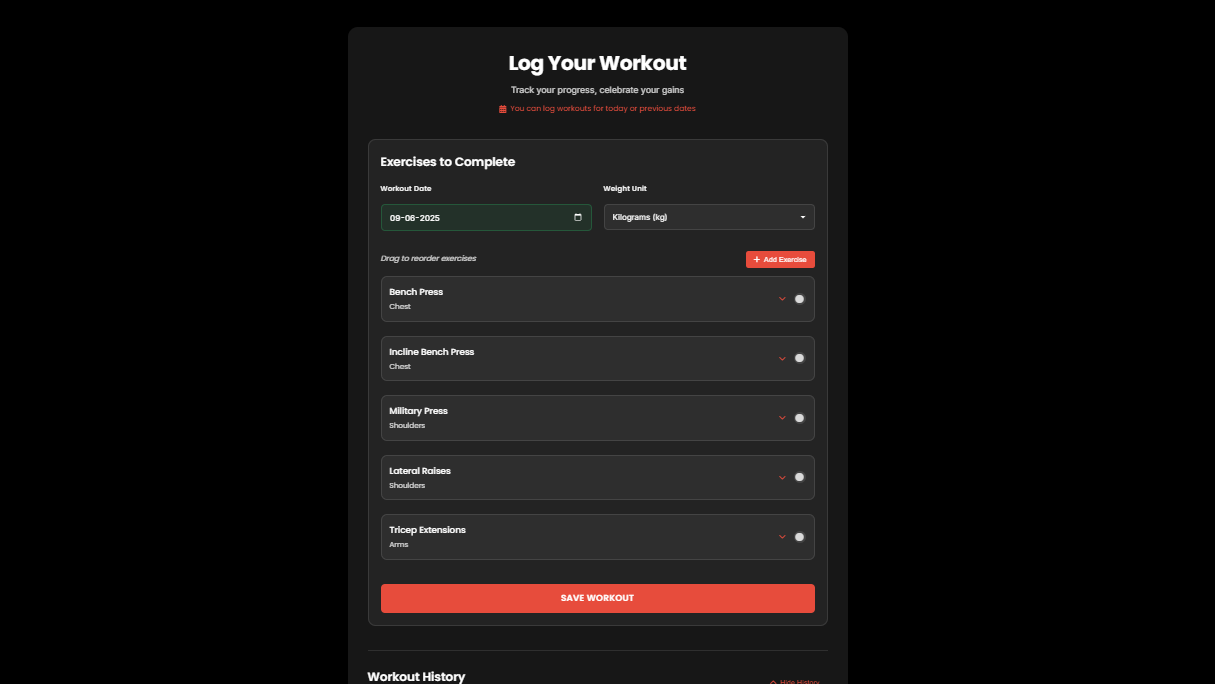 Log Your Workout
Track your progress, celebrate your gains
You can log workouts for today or previous dates
Exercises to Complete
Workout Date
Weight Unit
09-06-2025
Kilograms (kg)
Drag to reorder exercises
+ Add Exercise
Bench Press
Chest
Incline Bench Press
Chest
Military Press
Shoulders
Lateral Raises
Shoulders
Tricep Extensions
Arms
SAVE WORKOUT
Workout History
Hide History